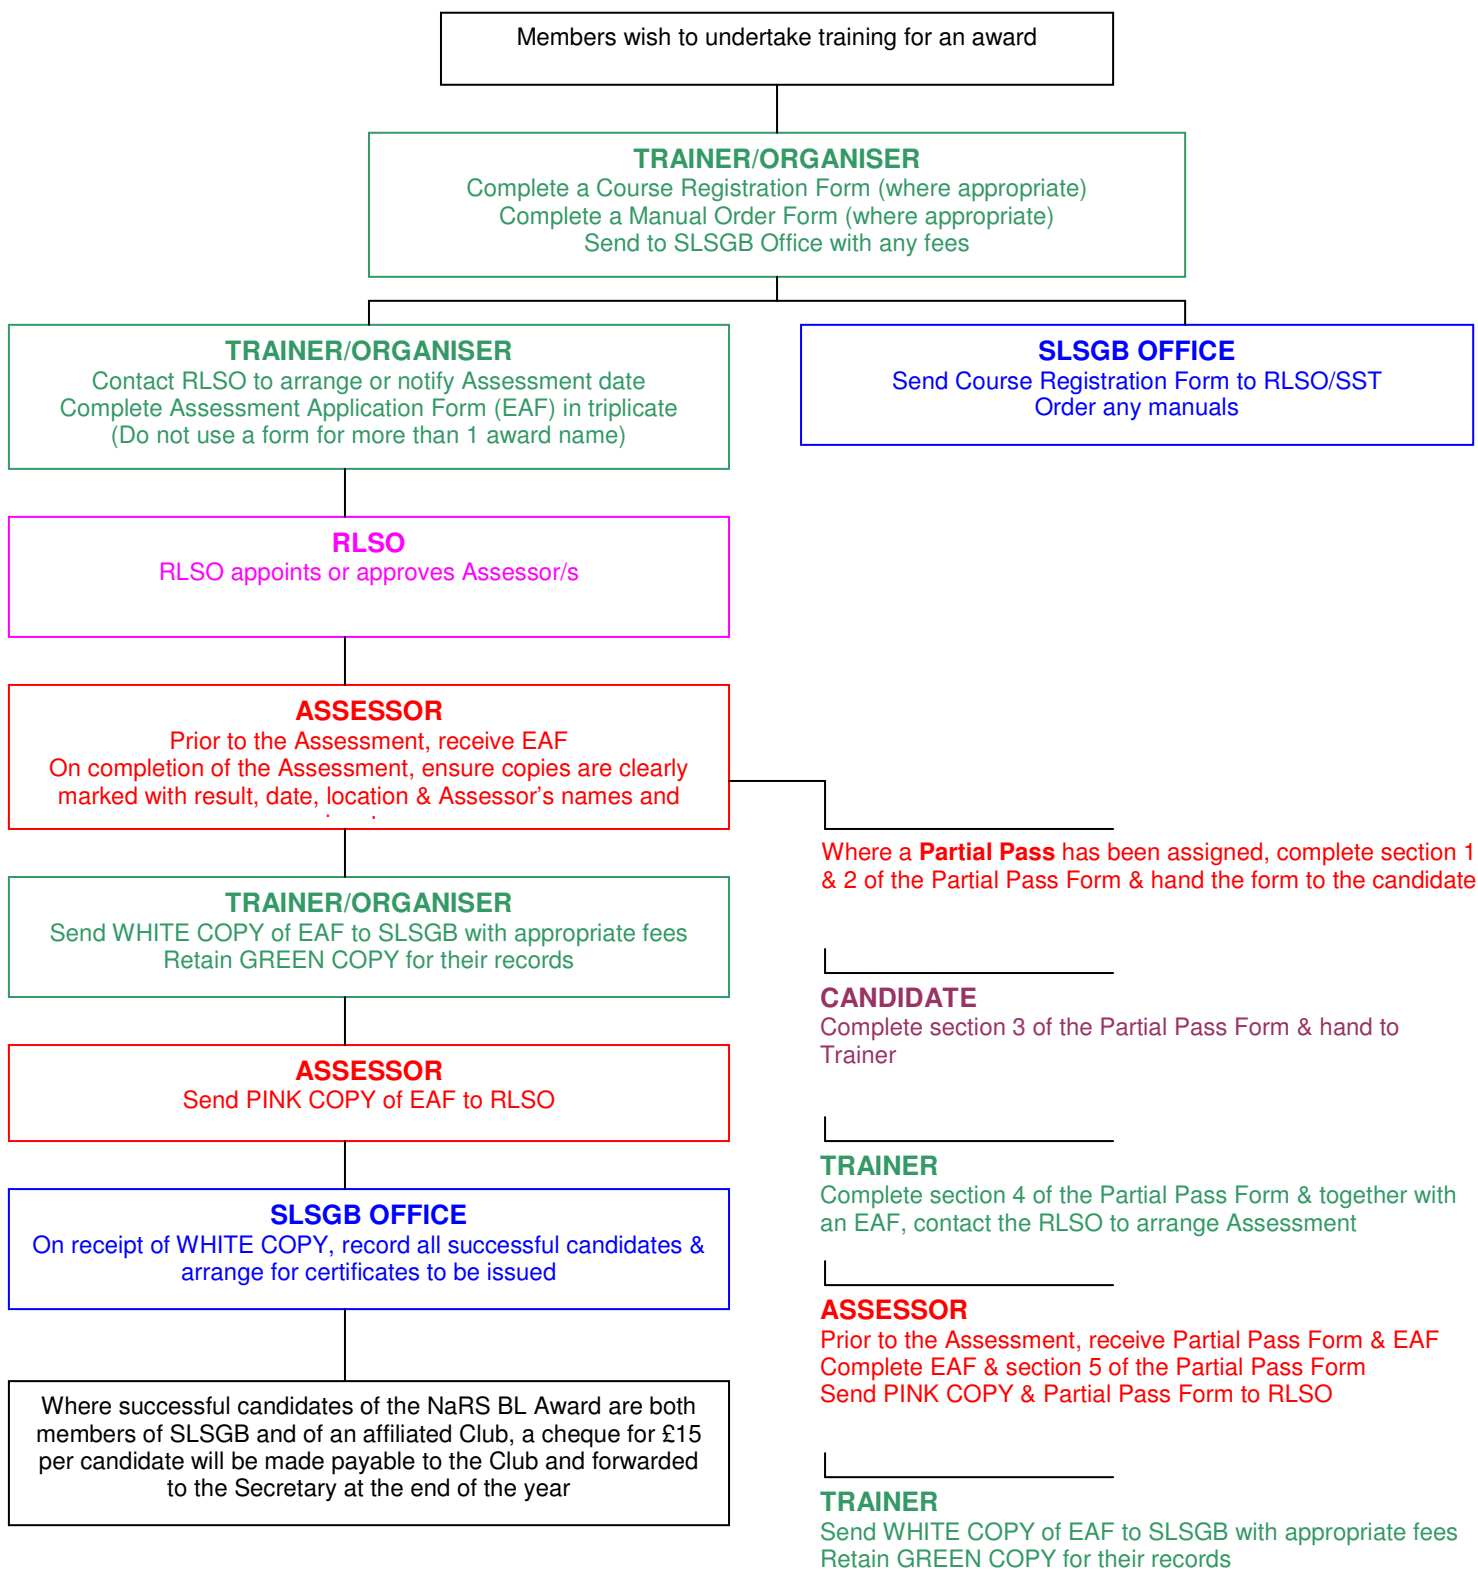 Members wish to undertake training for an award
TRAINER/ORGANISER
Complete a Course Registration Form (where appropriate)
Complete a Manual Order Form (where appropriate)
Send to SLSGB Office with any fees
TRAINER/ORGANISER
Contact RLSO to arrange or notify Assessment date
Complete Assessment Application Form (EAF) in triplicate
(Do not use a form for more than 1 award name)
SLSGB OFFICE
Send Course Registration Form to RLSO/SST
Order any manuals
RLSO
RLSO appoints or approves Assessor/s
ASSESSOR
Prior to the Assessment, receive EAF
On completion of the Assessment, ensure copies are clearly
marked with result, date, location & Assessor's names and
TRAINER/ORGANISER
Send WHITE COPY of EAF to SLSGB with appropriate fees
Retain GREEN COPY for their records
ASSESSOR
Send PINK COPY of EAF to RLSO
SLSGB OFFICE
On receipt of WHITE COPY, record all successful candidates &
arrange for certificates to be issued
Where successful candidates of the NaRS BL Award are both
members of SLSGB and of an affiliated Club, a cheque for £15
per candidate will be made payable to the Club and forwarded
to the Secretary at the end of the year
Where a Partial Pass has been assigned, complete section 1
& 2 of the Partial Pass Form & hand the form to the candidate
CANDIDATE
Complete section 3 of the Partial Pass Form & hand to
Trainer
TRAINER
Complete section 4 of the Partial Pass Form & together with
an EAF, contact the RLSO to arrange Assessment
ASSESSOR
Prior to the Assessment, receive Partial Pass Form & EAF
Complete EAF & section 5 of the Partial Pass Form
Send PINK COPY & Partial Pass Form to RLSO
TRAINER
Send WHITE COPY of EAF to SLSGB with appropriate fees
Retain GREEN COPY for their records